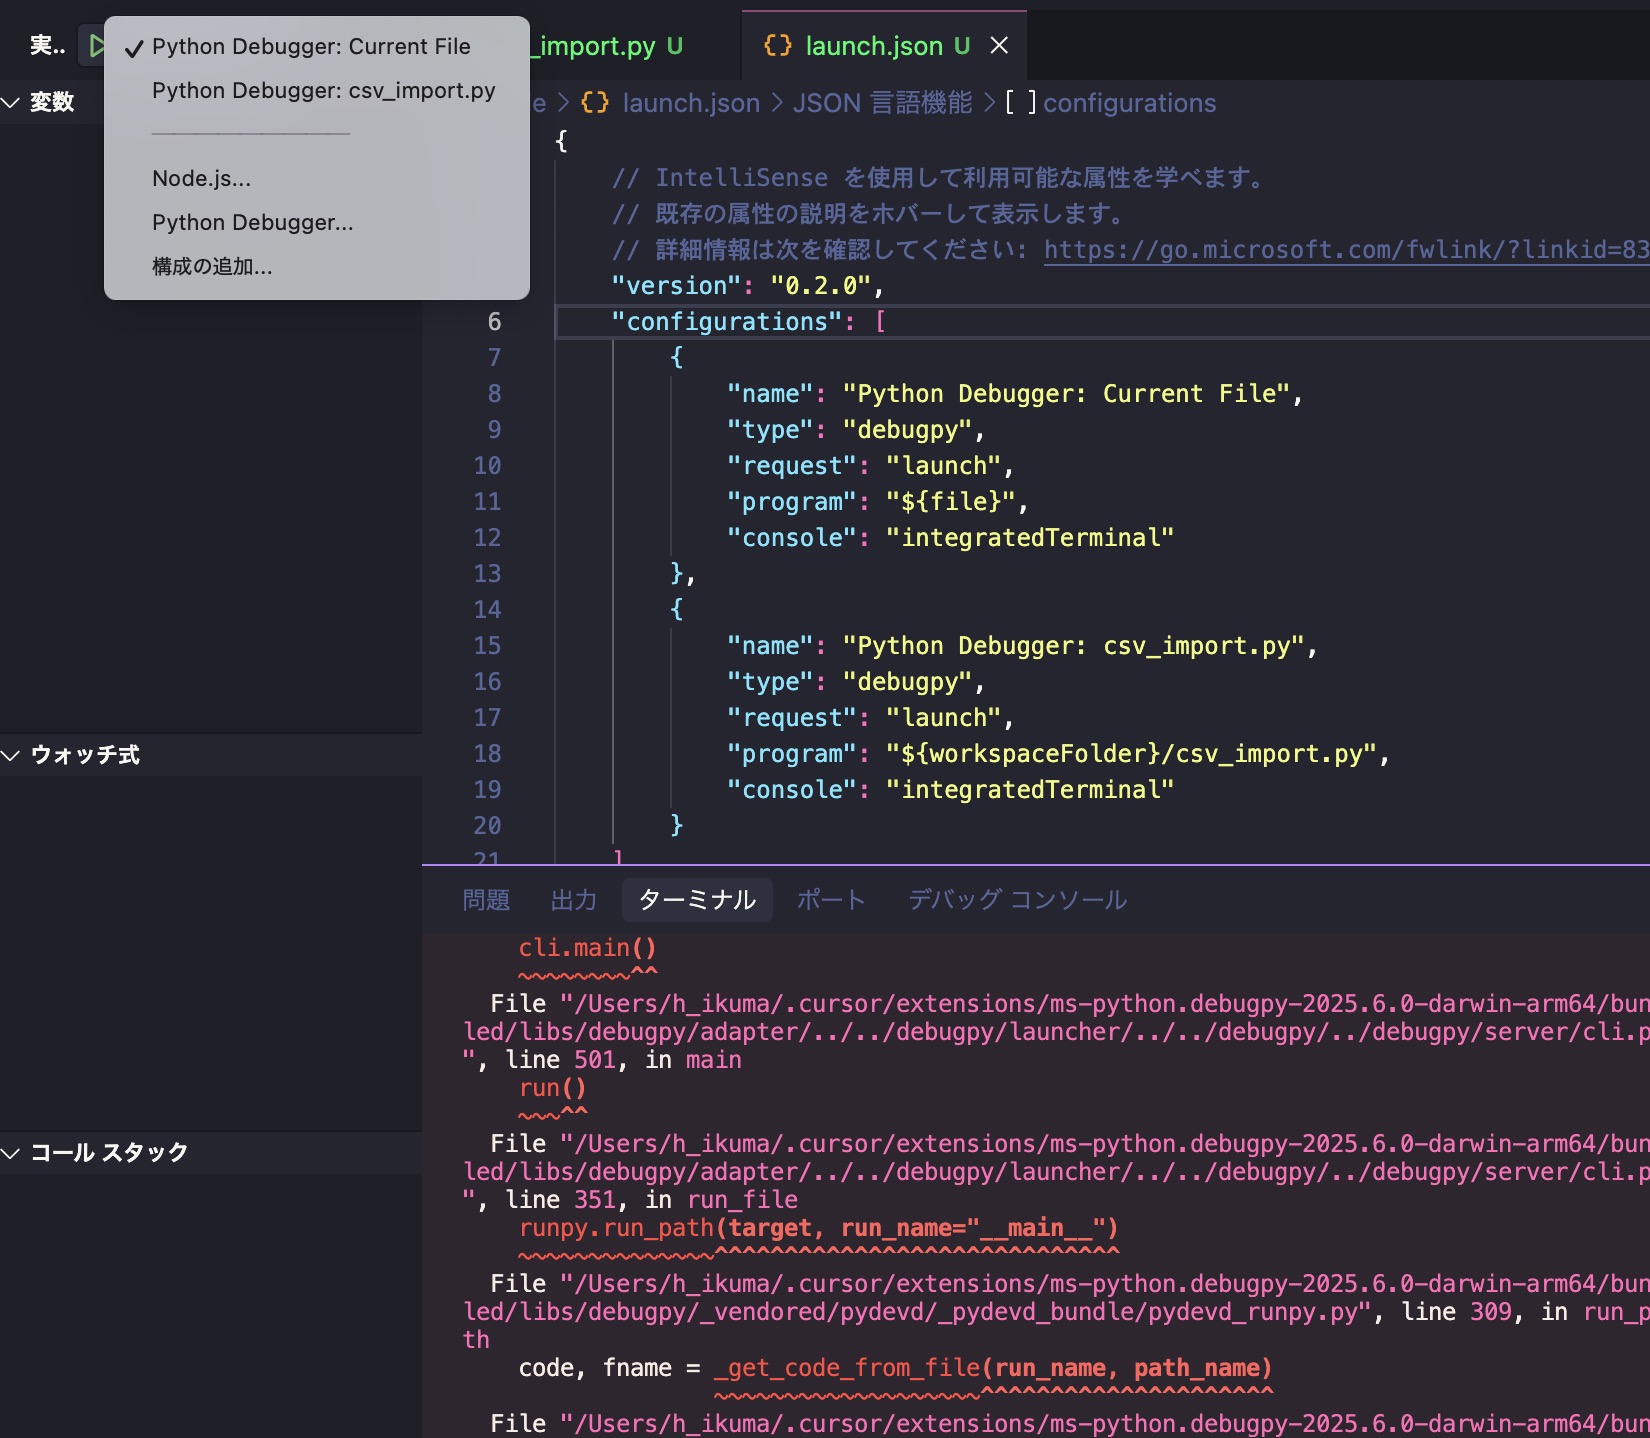 実..
Python Debugger: Current File
Python Debugger: csv_import.py
Node.js...
Python Debugger...
構成の追加...
_import.py U
launch.json U
変数
e > {} launch.json > JSON 言語機能 > [ ] configurations
{
// IntelliSense を使用して利用可能な属性を学べます。
// 既存の属性の説明をホバーして表示します。
// 詳細情報は次を確認してください: https://go.microsoft.com/fwlink/?linkid=83
"version": "0.2.0",
6 "configurations": [
7 {
8 "name": "Python Debugger: Current File",
9 "type": "debugpy",
10 "request": "launch",
11 "program": "${file}",
12 "console": "integratedTerminal"
13 },
14 {
15 "name": "Python Debugger: csv_import.py",
16 "type": "debugpy",
17 "request": "launch",
18 "program": "${workspaceFolder}/csv_import.py",
19 "console": "integratedTerminal"
20 }
21 ]
ウォッチ式
コール スタック
問題 出力 ターミナル ポート デバッグ コンソール
cli.main()
~~~~~~~~^^
File "/Users/h_ikuma/.cursor/extensions/ms-python.debugpy-2025.6.0-darwin-arm64/bun
led/libs/debugpy/adapter/../../debugpy/launcher/../../debugpy/../debugpy/server/cli.p
", line 501, in main
run()
~~~^^
File "/Users/h_ikuma/.cursor/extensions/ms-python.debugpy-2025.6.0-darwin-arm64/bun
led/libs/debugpy/adapter/../../debugpy/launcher/../../debugpy/../debugpy/server/cli.p
", line 351, in run_file
runpy.run_path(target, run_name="__main__")
~~~~~~~~~~~~~~^^^^^^^^^^^^^^^^^^^^^^^^^^^^^
File "/Users/h_ikuma/.cursor/extensions/ms-python.debugpy-2025.6.0-darwin-arm64/bun
led/libs/debugpy/_vendored/pydevd/_pydevd_bundle/pydevd_runpy.py", line 309, in run_p
th
code, fname = _get_code_from_file(run_name, path_name)
~~~~~~~~~~~~~~~~~~~^^^^^^^^^^^^^^^^^^^^^
File "/Users/h_ikuma/.cursor/extensions/ms-python.debugpy-2025.6.0-darwin-arm64/bun